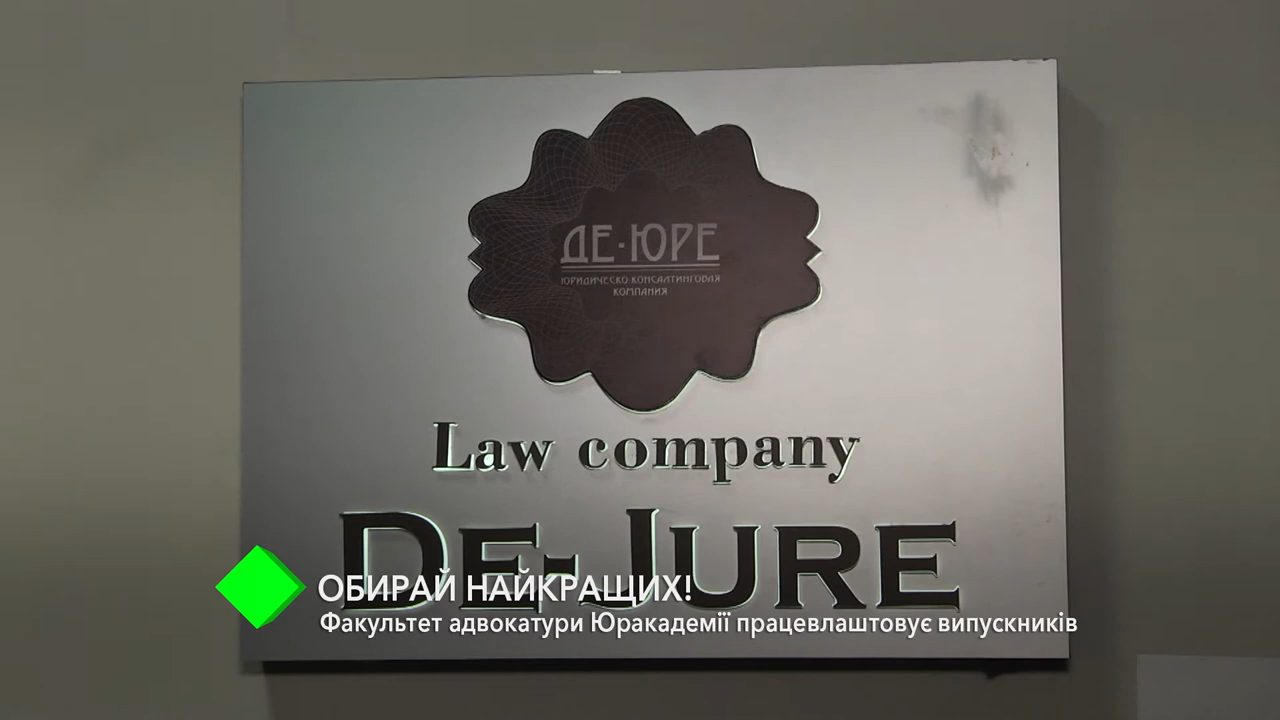 ДЕ-ЮРЕ
ЮРИДИЧЕСКО КОНСАЛТИНГОВАЯ
КОМПАНИЯ
Law company
DE-JURE
ОБИРАЙ НАЙКРАЩИХ!
Факультет адвокатури Юракадемії працевлаштовує випускників